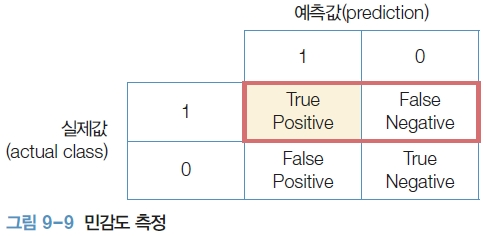 예측값(prediction)
1 0
실제값
(actual class)
1
True
Positive
False
Negative
0
False
Positive
True
Negative
그림 9-9 민감도 측정